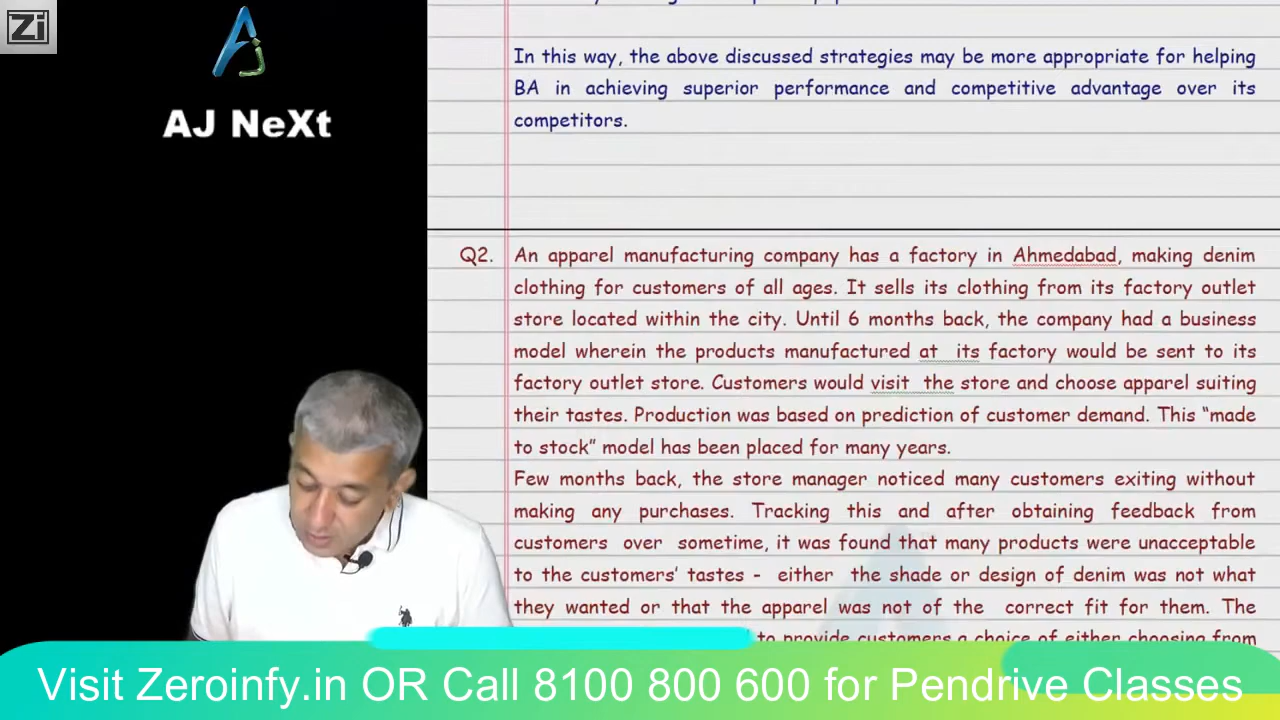 Zi
AJ
AJ NeXt
In this way, the above discussed strategies may be more appropriate for helping
BA in achieving superior performance and competitive advantage over its
competitors.
Q2. An apparel manufacturing company has a factory in Ahmedabad, making denim
clothing for customers of all ages. It sells its clothing from its factory outlet
store located within the city. Until 6 months back, the company had a business
model wherein the products manufactured at its factory would be sent to its
factory outlet store. Customers would visit the store and choose apparel suiting
their tastes. Production was based on prediction of customer demand. This “made
to stock” model has been placed for many years.
Few months back, the store manager noticed many customers exiting without
making any purchases. Tracking this and after obtaining feedback from
customers over sometime, it was found that many products were unacceptable
to the customers’ tastes - either the shade or design of denim was not what
they wanted or that the apparel was not of the correct fit for them. The
to provide customers a choice of either choosing from
Visit Zeroinfy.in OR Call 8100 800 600 for Pendrive Classes